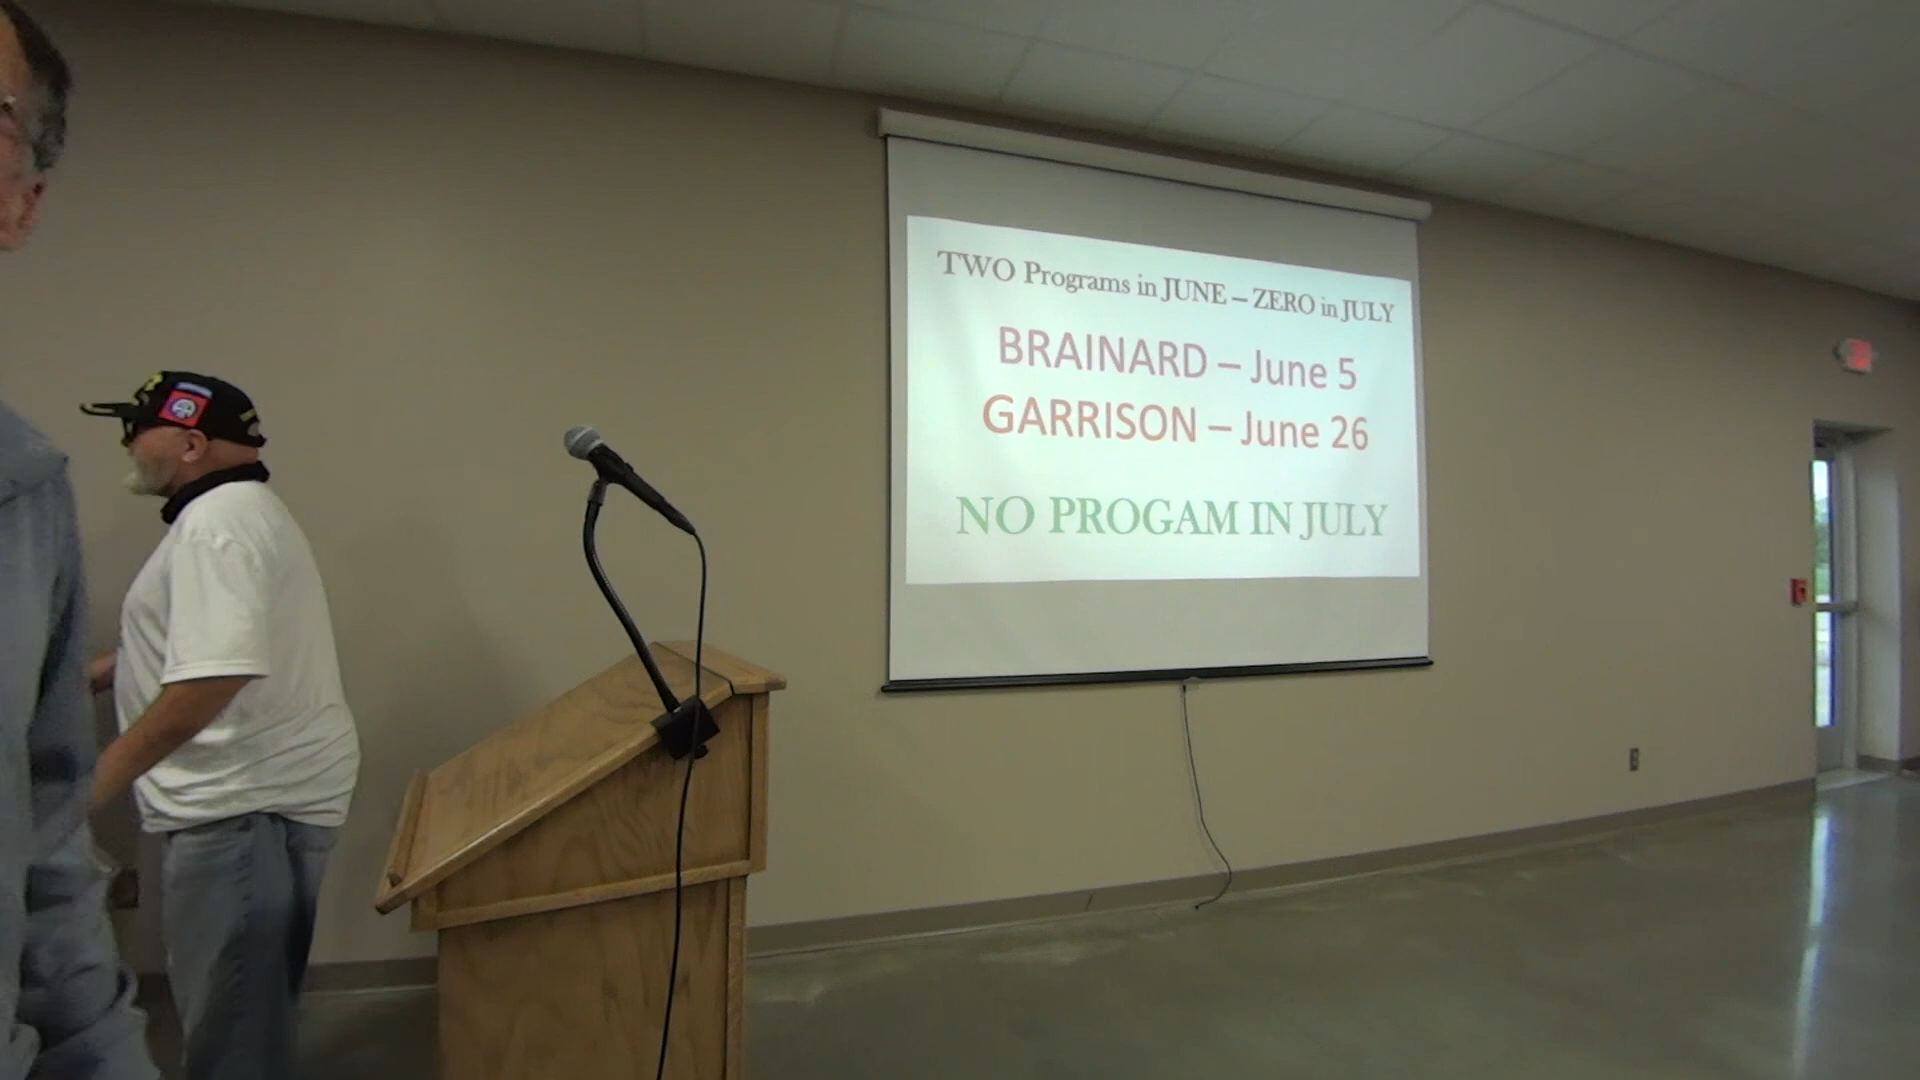 TWO Programs in JUNE – ZERO in JULY
BRAINARD – June 5
GARRISON – June 26
NO PROGAM IN JULY